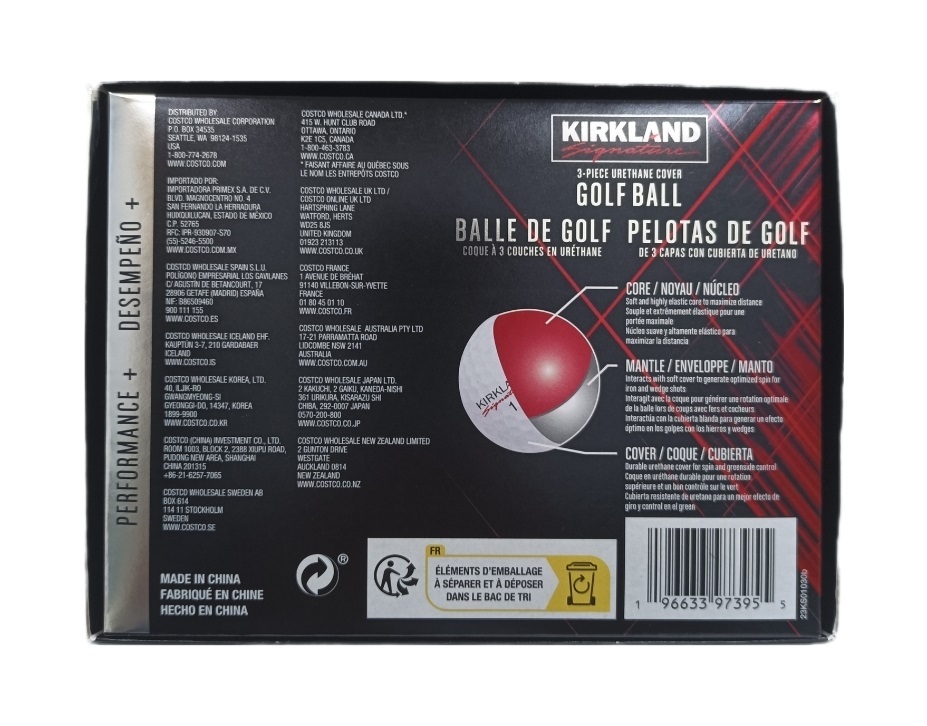 PERFORMANCE + DESEMPEÑO +
DISTRIBUTED BY:
COSTCO WHOLESALE CORPORATION
P.O. BOX 34535
SEATTLE, WA 98124-1535
USA
1-800-774-2678
WWW.COSTCO.COM
IMPORTADO POR:
IMPORTADORA PRIMEX S.A. DE C.V.
BLVD. MAGNOCENTRO NO. 4
SAN FERNANDO LA HERRADURA
HUIXQUILUCAN, ESTADO DE MÉXICO
C.P. 52765
RFC: IPR-930907-S70
(55)-5246-5500
WWW.COSTCO.COM.MX
COSTCO WHOLESALE SPAIN S.L.U.
POLÍGONO EMPRESARIAL LOS GAVILANES
C/ AGUSTÍN DE BETANCOURT, 17
28906 GETAFE (MADRID) ESPAÑA
NIF: B86509460
900 111 155
WWW.COSTCO.ES
COSTCO WHOLESALE ICELAND EHF.
KAUPTÚN 3-7, 210 GARDABAER
ICELAND
WWW.COSTCO.IS
COSTCO WHOLESALE KOREA, LTD.
40, ILJIK-RO
GWANGMYEONG-SI
GYEONGGI-DO, 14347, KOREA
1899-9900
WWW.COSTCO.CO.KR
COSTCO (CHINA) INVESTMENT CO., LTD.
ROOM 1003, BLOCK 2, 2388 XIUPU ROAD,
PUDONG NEW AREA, SHANGHAI
CHINA 201315
+86-21-6257-7065
COSTCO WHOLESALE SWEDEN AB
BOX 614
114 11 STOCKHOLM
SWEDEN
WWW.COSTCO.SE
COSTCO WHOLESALE CANADA LTD.*
415 W. HUNT CLUB ROAD
OTTAWA, ONTARIO
K2E 1C5, CANADA
1-800-463-3783
WWW.COSTCO.CA
* FAISANT AFFAIRE AU QUÉBEC SOUS
LE NOM LES ENTREPÔTS COSTCO
COSTCO WHOLESALE UK LTD /
COSTCO ONLINE UK LTD
HARTSPRING LANE
WATFORD, HERTS
WD25 8JS
UNITED KINGDOM
01923 213113
WWW.COSTCO.CO.UK
COSTCO FRANCE
1 AVENUE DE BRÉHAT
91140 VILLEBON-SUR-YVETTE
FRANCE
01 80 45 01 10
WWW.COSTCO.FR
COSTCO WHOLESALE AUSTRALIA PTY LTD
17-21 PARRAMATTA ROAD
LIDCOMBE NSW 2141
AUSTRALIA
WWW.COSTCO.COM.AU
COSTCO WHOLESALE JAPAN LTD.
2 KAKUCHI, 2 GAIKU, KANEDA-NISHI
361 URIKURA, KISARAZU SHI
CHIBA, 292-0007 JAPAN
0570-200-800
WWW.COSTCO.CO.JP
COSTCO WHOLESALE NEW ZEALAND LIMITED
2 GUNTON DRIVE
WESTGATE
AUCKLAND 0814
NEW ZEALAND
WWW.COSTCO.CO.NZ
KIRKLAND
Signature
3-PIECE URETHANE COVER
GOLF BALL
BALLE DE GOLF
COQUE À 3 COUCHES EN URÉTHANE
PELOTAS DE GOLF
DE 3 CAPAS CON CUBIERTA DE URETANO
CORE / NOYAU / NÚCLEO
Soft and highly elastic core to maximize distance
Souple et extrêmement élastique pour une
portée maximale
Núcleo suave y altamente elástico para
maximizar la distancia
MANTLE / ENVELOPPE / MANTO
Interacts with soft cover to generate optimized spin for
iron and wedge shots
Interagit avec la coque pour générer une rotation optimale
de la balle lors de coups avec fers et cocheurs
Interactúa con la cubierta blanda para generar un efecto
óptimo en los golpes con los hierros y wedges
COVER / COQUE / CUBIERTA
Durable urethane cover for spin and greenside control
Coque en uréthane durable pour une rotation
supérieure et un bon contrôle sur le vert
Cubierta resistente de uretano para un mejor efecto de
giro y control en el green
KIRKLA
Signatu
1
MADE IN CHINA
FABRIQUÉ EN CHINE
HECHO EN CHINA
®
FR
ÉLÉMENTS D'EMBALLAGE
À SÉPARER ET À DÉPOSER
DANS LE BAC DE TRI
1 96633 97395 5
23KS01030b